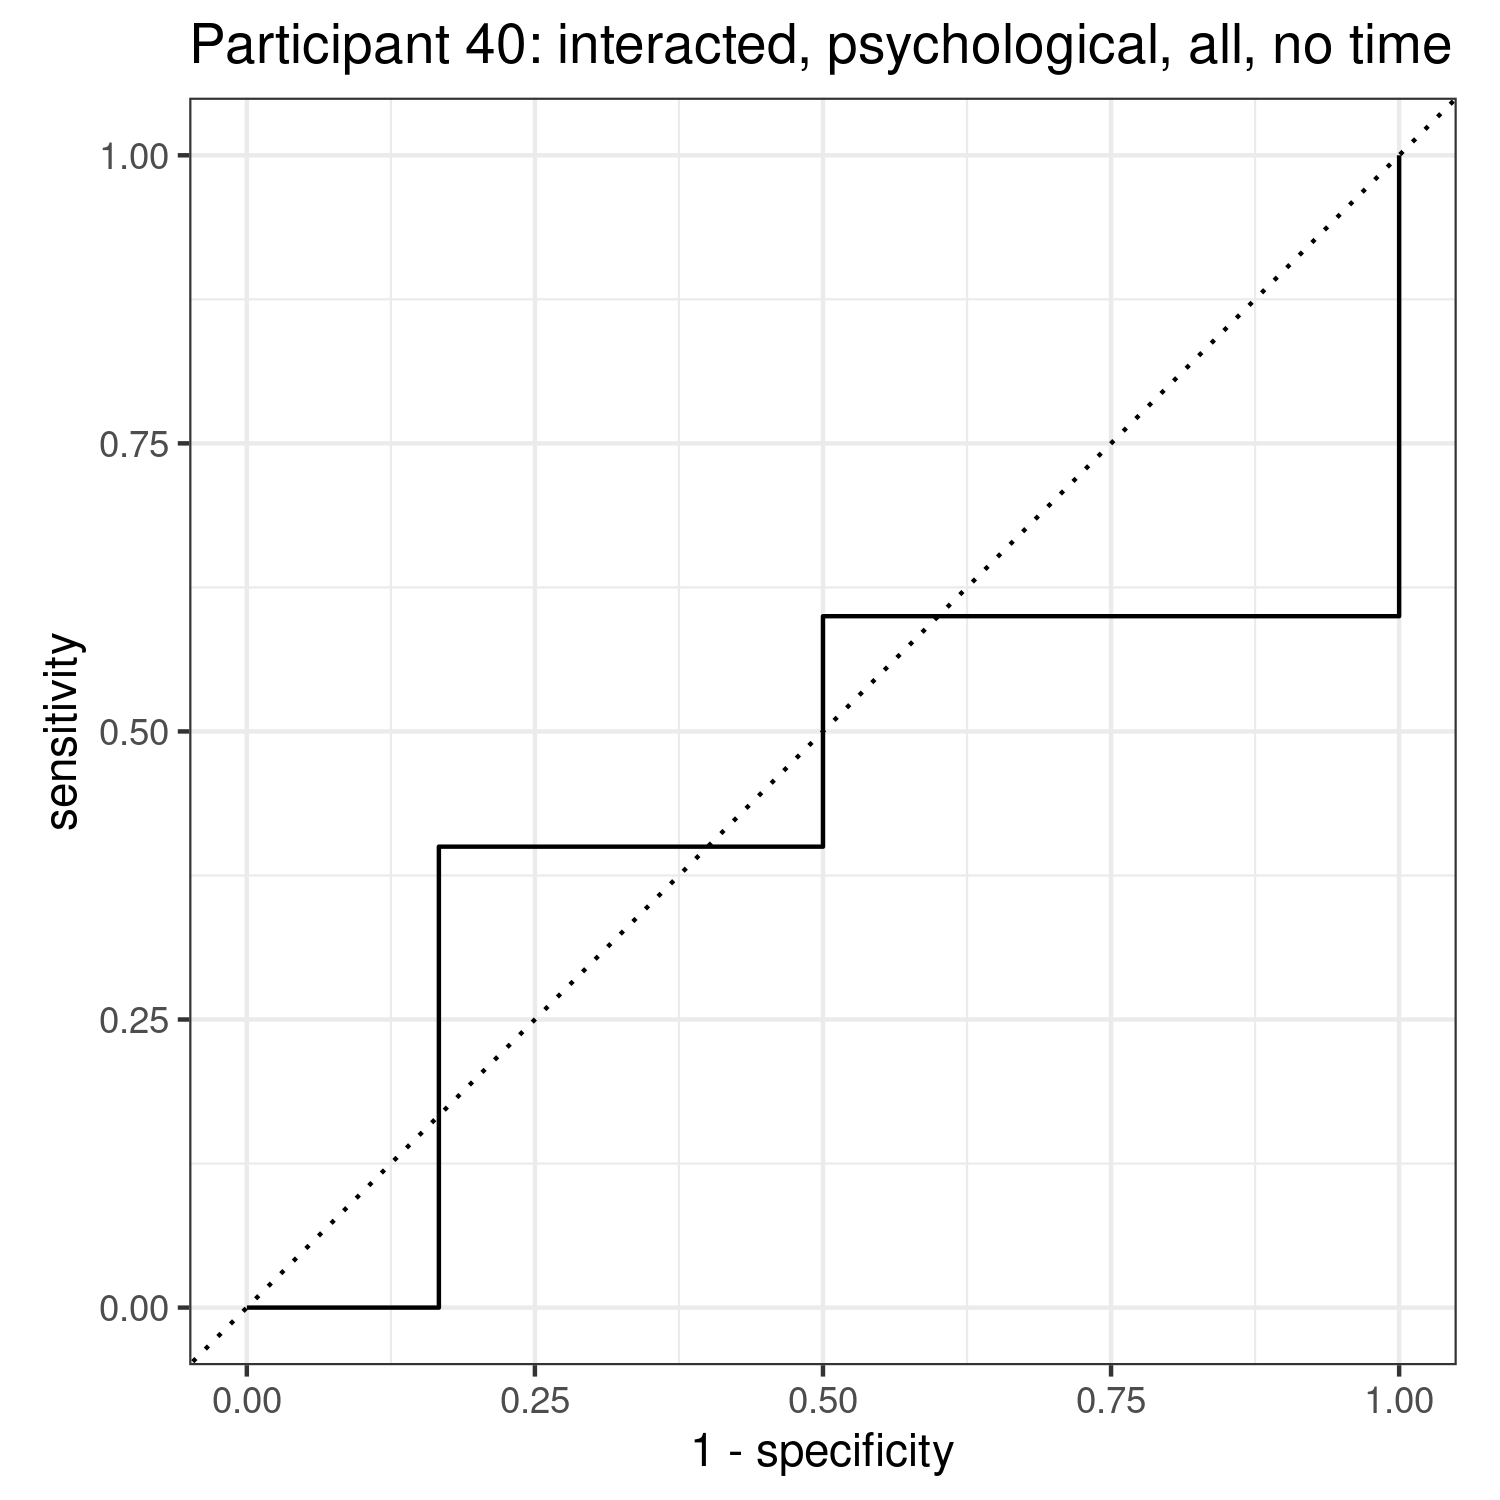 Participant 40: interacted, psychological, all, no time
1.00
0.75
0.50
0.25
0.00
sensitivity
0.00 0.25 0.50 0.75 1.00
1 - specificity